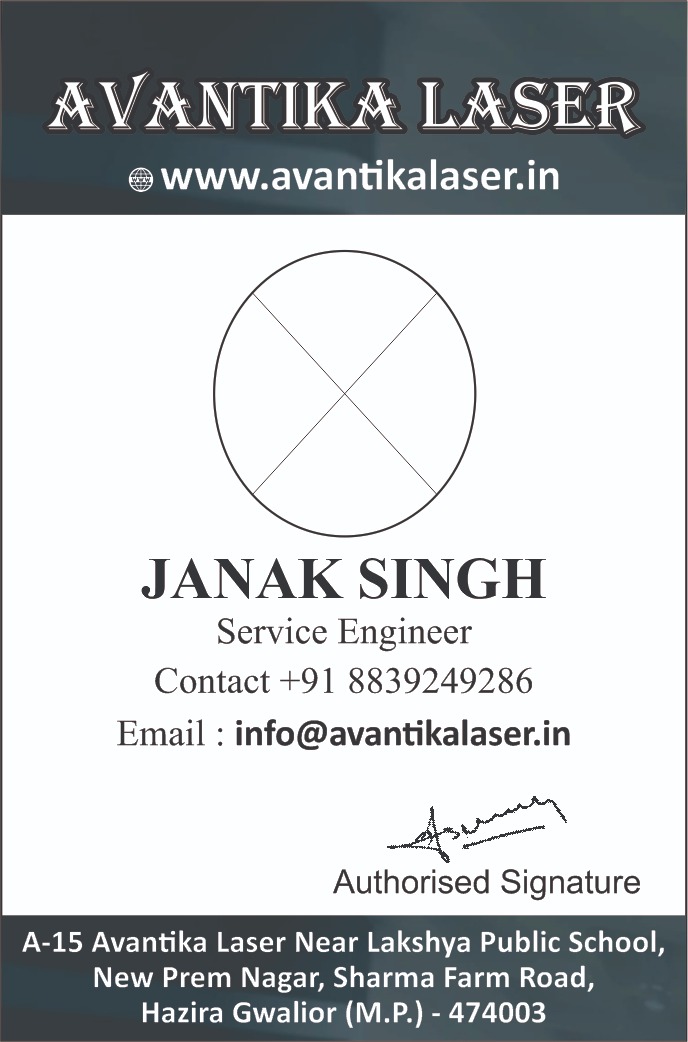 AVANTIKA LASER
www.avantikalaser.in
JANAK SINGH
Service Engineer
Contact +91 8839249286
Email : info@avantikalaser.in
Authorised Signature
A-15 Avantika Laser Near Lakshya Public School,
New Prem Nagar, Sharma Farm Road,
Hazira Gwalior (M.P.) - 474003